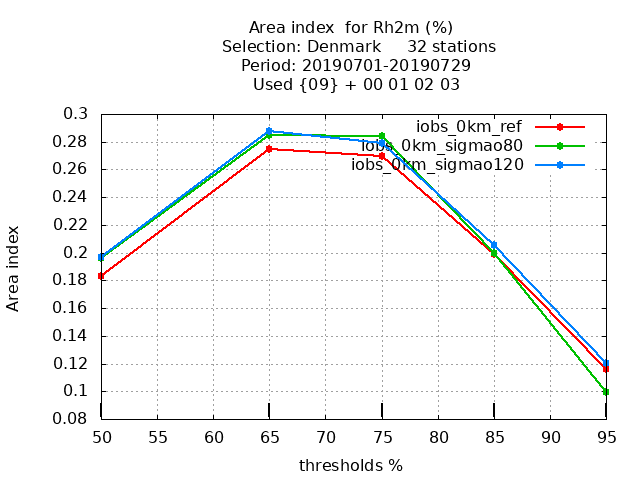 Area index  for Rh2m (%)
Selection: Denmark     32 stations
Period: 20190701-20190729
Used {09} + 00 01 02 03
iobs_0km_ref
iobs_0km_sigmao80
iobs_0km_sigmao120
Area index
0.3
0.28
0.26
0.24
0.22
0.2
0.18
0.16
0.14
0.12
0.1
0.08
50 55 60 65 70 75 80 85 90 95
thresholds %